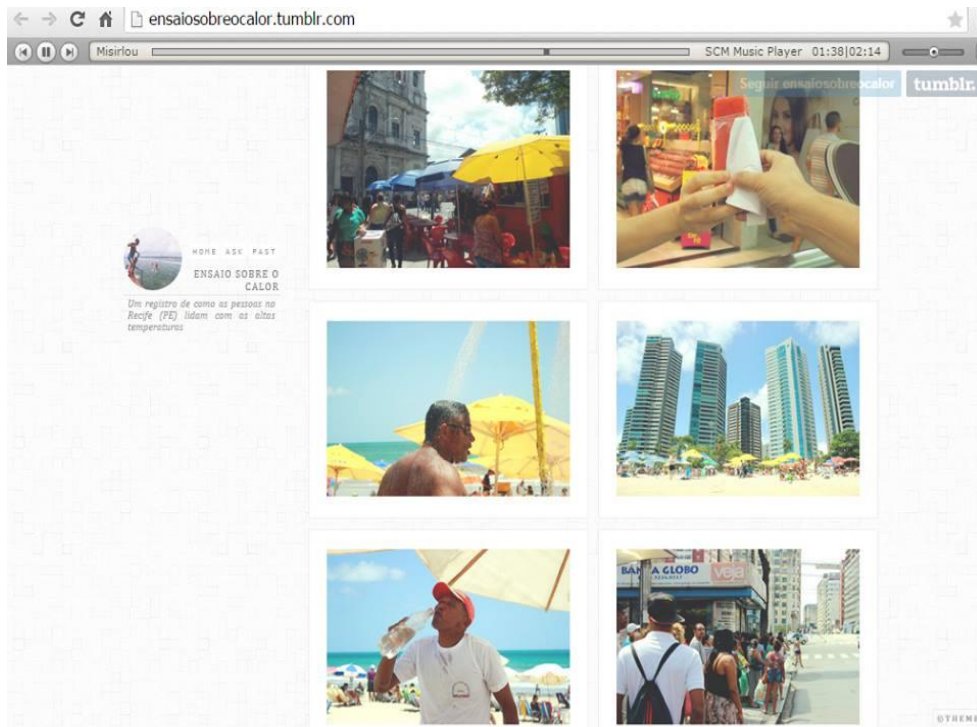 ensaiosobreocalor.tumblr.com
Misirlou SCM Music Player 01:38|02:14
Seguir ensaiosobreocalor tumblr.
HOME ASK PAST
ENSAIO SOBRE O
CALOR
Um registro de como as pessoas no
Recife (PE) lidam com as altas
temperaturas
GLOBO
veja
©THEM